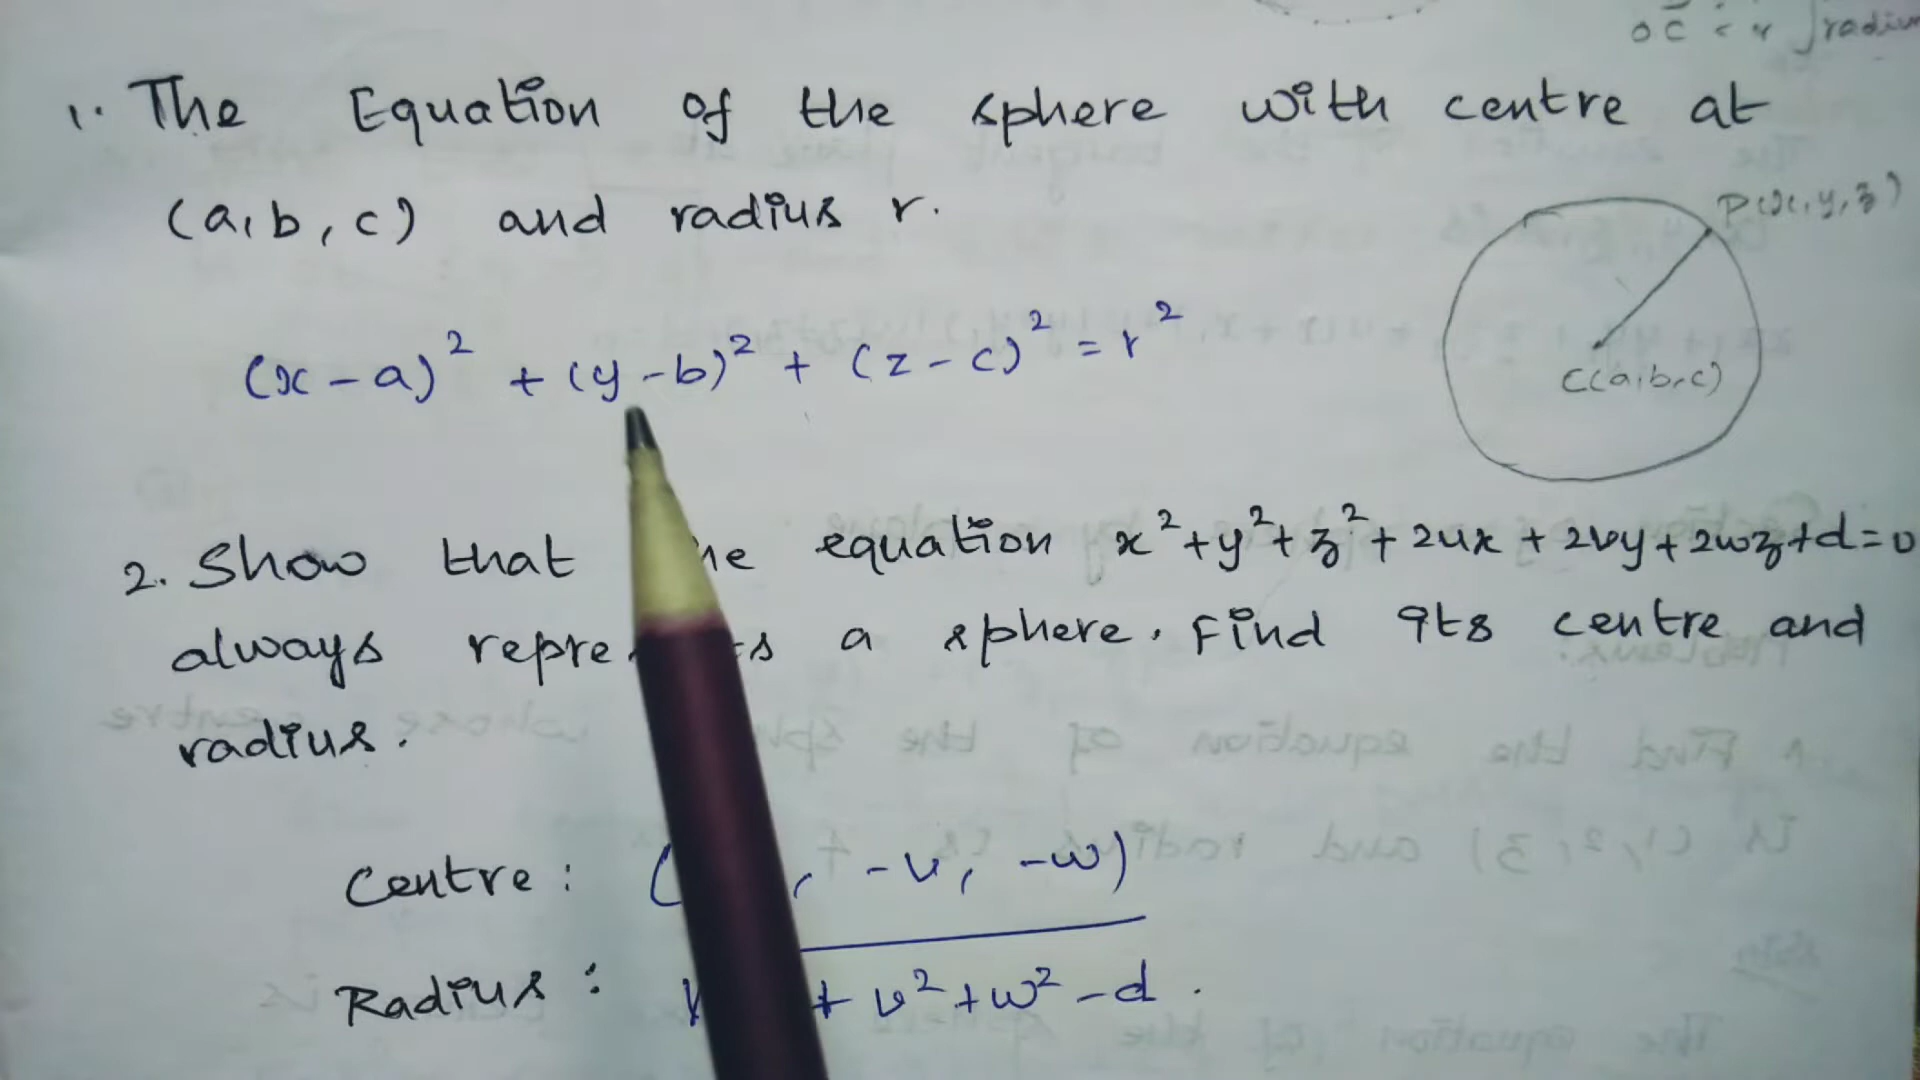 OC = r radius
1. The Equation of the sphere with centre at
(a, b, c) and radius r.
P(x, y, z)
(x - a)² + (y - b)² + (z - c)² = r²
C(a, b, c)
2. Show that equation x² + y² + z² + 2ux + 2vy + 2wz + d = 0
always a sphere. Find its centre and
radius.
Centre: ( , -v, -w)
Radius: + v² + w² - d.